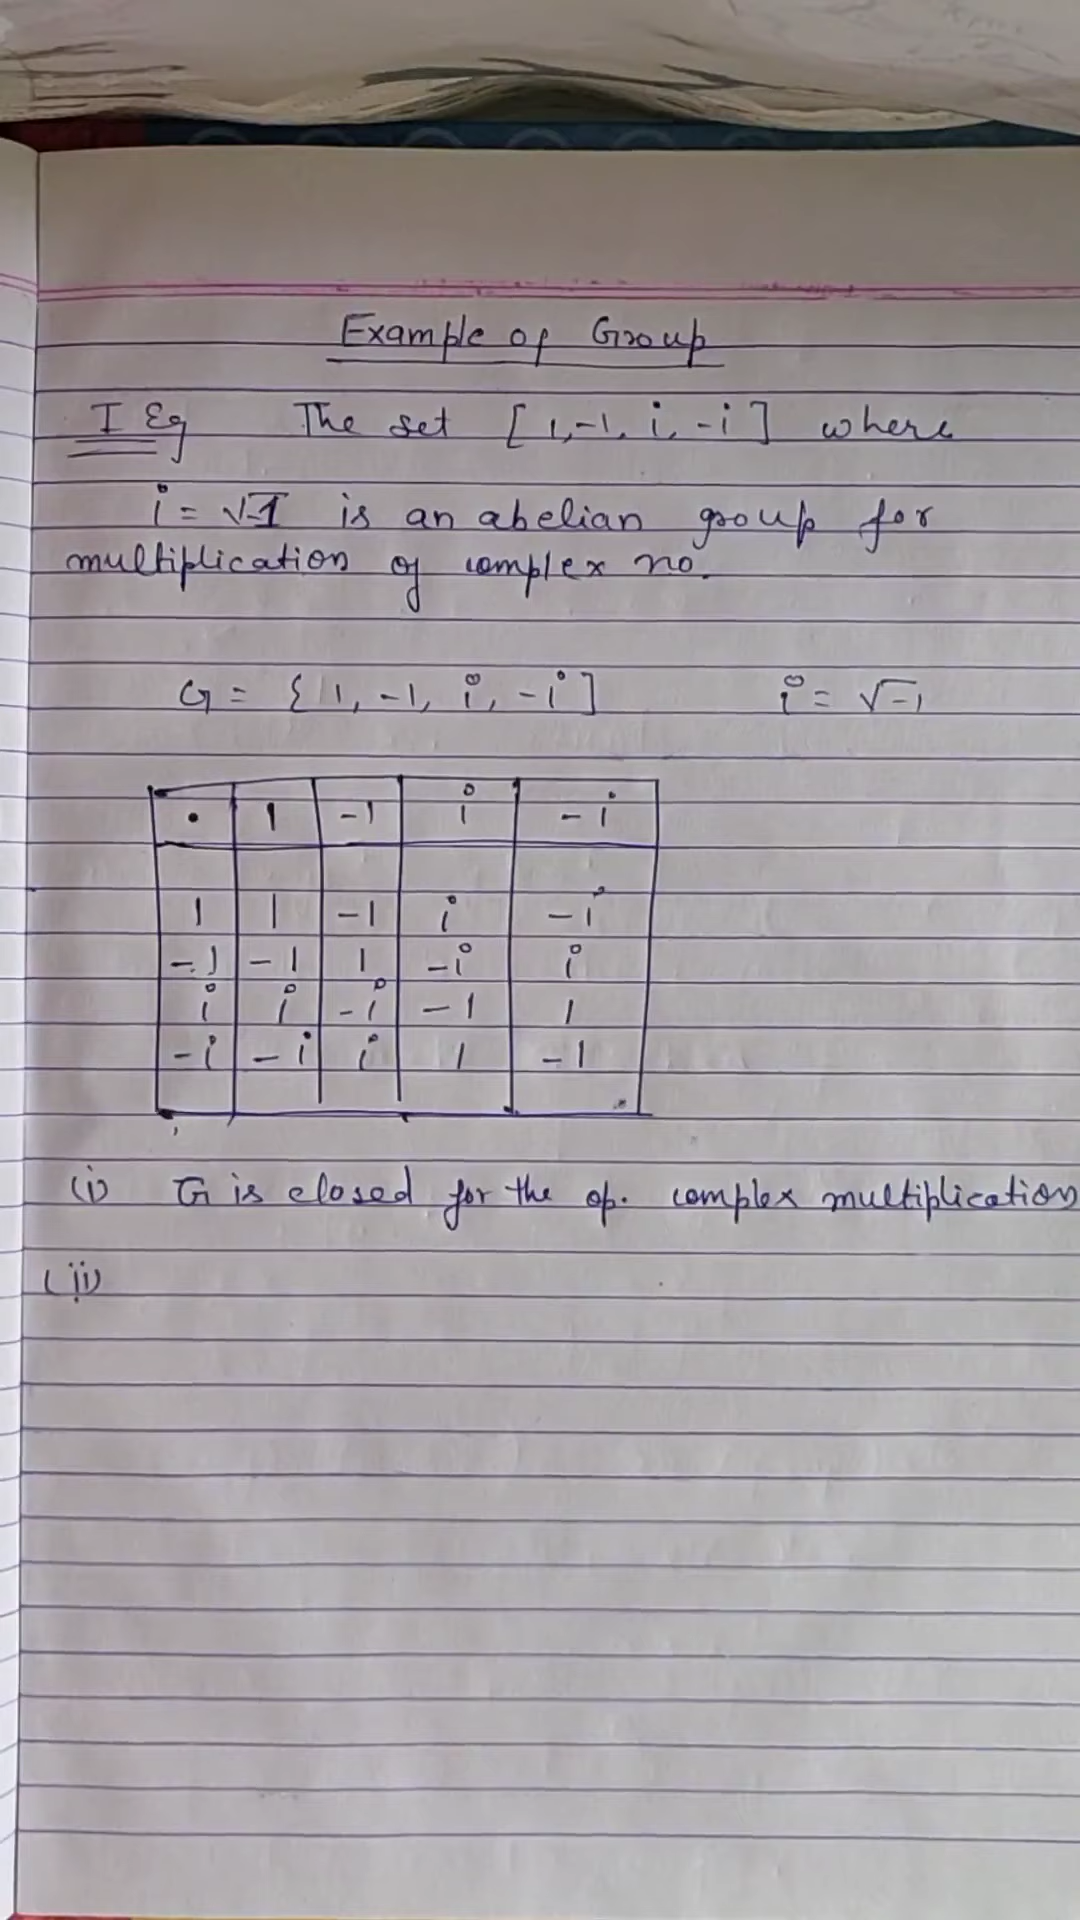 Example of Group
I Eg The set [1,-1, i, -i] where
i = √-1 is an abelian group for
multiplication of complex no.
G = {1, -1, i, -i] i = √-1
• 1 -1 i -i
1 1 -1 i -i
-1 -1 1 -i i
i i -i -1 1
-i -i i 1 -1
(i) G is closed for the op. complex multiplication
(ii)